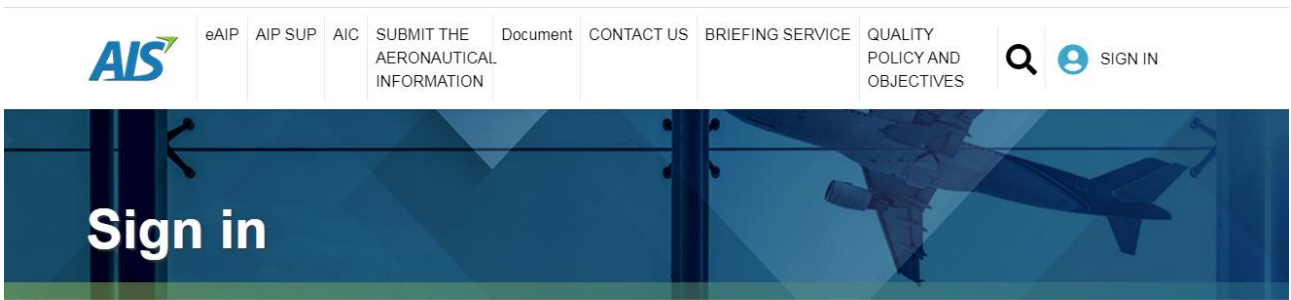 AIS
eAIP
AIP SUP
AIC
SUBMIT THE
AERONAUTICAL
INFORMATION
Document
CONTACT US
BRIEFING SERVICE
QUALITY
POLICY AND
OBJECTIVES
SIGN IN
Sign in